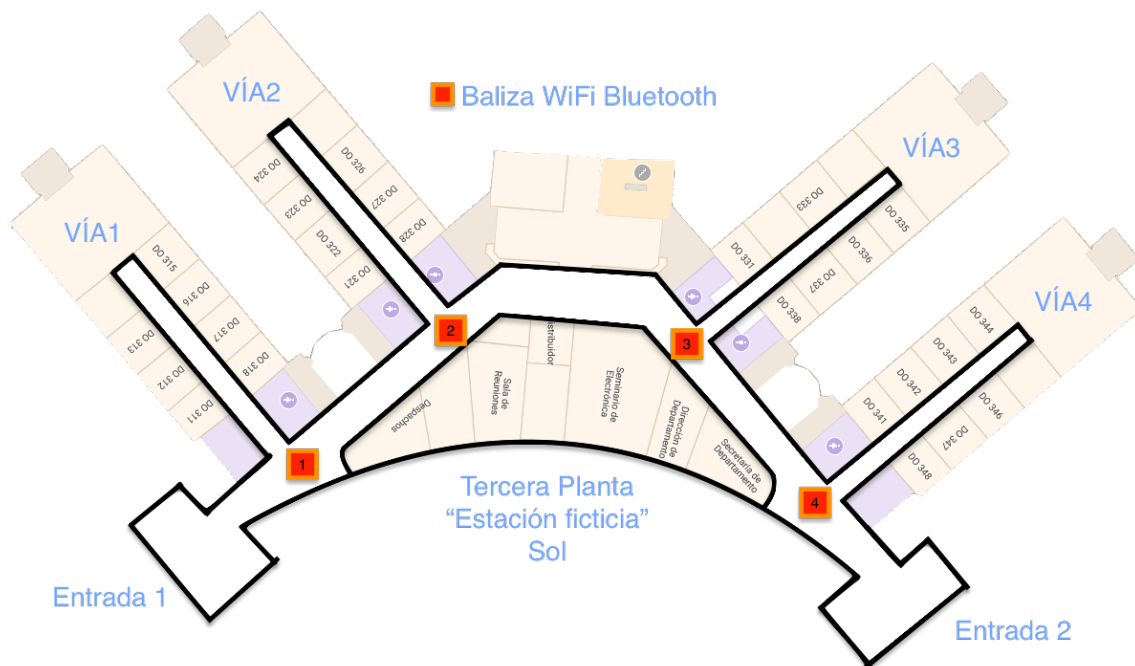 VÍA2
Baliza WiFi Bluetooth
VÍA3
VÍA1
VÍA4
DO 324
DO 323
DO 322
DO 321
DO 326
DO 327
DO 328
DO 315
DO 316
DO 317
DO 318
DO 313
DO 312
DO 311
DO 331
DO 333
DO 335
DO 336
DO 337
DO 338
DO 341
DO 342
DO 343
DO 344
DO 346
DO 347
DO 348
1
2
3
4
Despachos
Sala de
Reuniones
istribuidor
Seminario de
Electrónica
Dirección de
Departamento
Secretaría de
Departamento
Tercera Planta
“Estación ficticia”
Sol
Entrada 1
Entrada 2